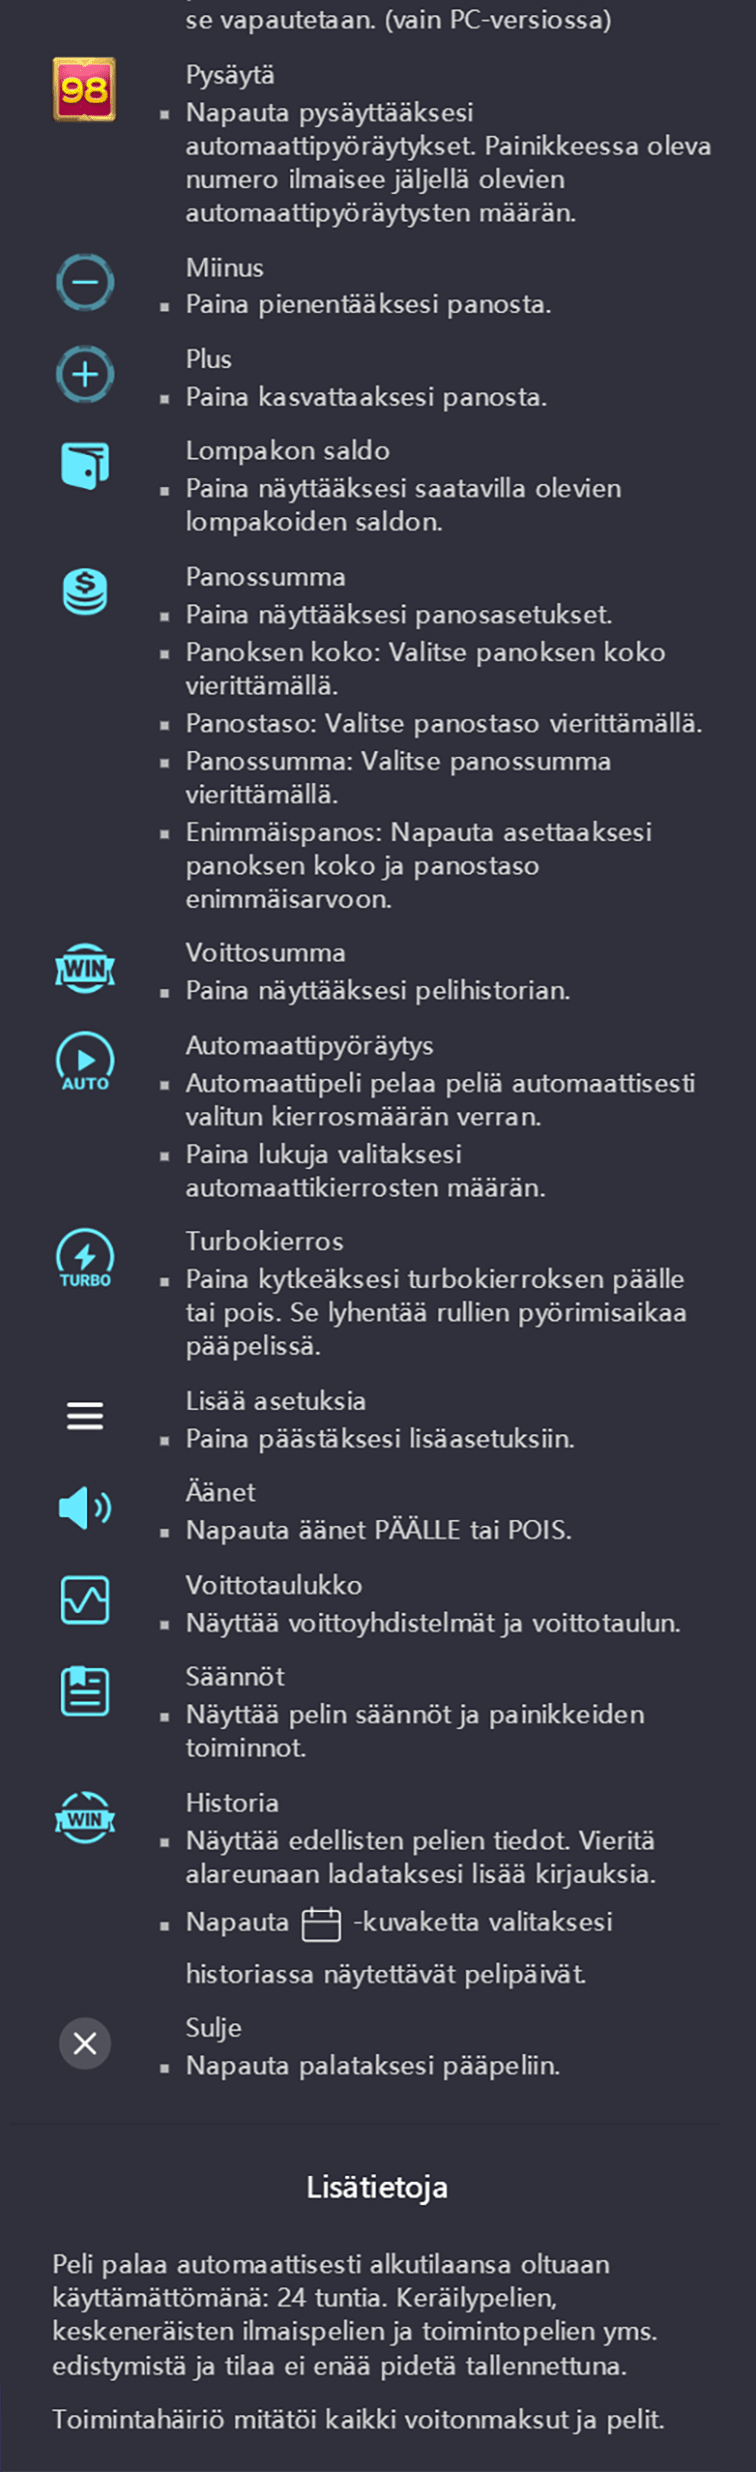 se vapautetaan. (vain PC-versiossa)
98
Pysäytä
Napauta pysäyttääksesi
automaattipyöräytykset. Painikkeessa oleva
numero ilmaisee jäljellä olevien
automaattipyöräytysten määrän.
Miinus
Paina pienentääksesi panosta.
Plus
Paina kasvattaaksesi panosta.
Lompakon saldo
Paina näyttääksesi saatavilla olevien
lompakoiden saldon.
$
Panossumma
Paina näyttääksesi panosasetukset.
Panoksen koko: Valitse panoksen koko
vierittämällä.
Panostaso: Valitse panostaso vierittämällä.
Panossumma: Valitse panossumma
vierittämällä.
Enimmäispanos: Napauta asettaaksesi
panoksen koko ja panostaso
enimmäisarvoon.
WIN
Voittosumma
Paina näyttääksesi pelihistorian.
AUTO
Automaattipyöräytys
Automaattipeli pelaa peliä automaattisesti
valitun kierrosmäärän verran.
Paina lukuja valitaksesi
automaattikierrosten määrän.
TURBO
Turbokierros
Paina kytkeäksesi turbokierroksen päälle
tai pois. Se lyhentää rullien pyörimisaikaa
pääpelissä.
Lisää asetuksia
Paina päästäksesi lisäasetuksiin.
Äänet
Napauta äänet PÄÄLLE tai POIS.
Voittotaulukko
Näyttää voittoyhdistelmät ja voittotaulun.
Säännöt
Näyttää pelin säännöt ja painikkeiden
toiminnot.
WIN
Historia
Näyttää edellisten pelien tiedot. Vieritä
alareunaan ladataksesi lisää kirjauksia.
Napauta -kuvaketta valitaksesi
historiassa näytettävät pelipäivät.
Sulje
Napauta palataksesi pääpeliin.
Lisätietoja
Peli palaa automaattisesti alkutilaansa oltuaan
käyttämättömänä: 24 tuntia. Keräilypelien,
keskeneräisten ilmaispelien ja toimintopelien yms.
edistymistä ja tilaa ei enää pidetä tallennettuna.
Toimintahäiriö mitätöi kaikki voitonmaksut ja pelit.